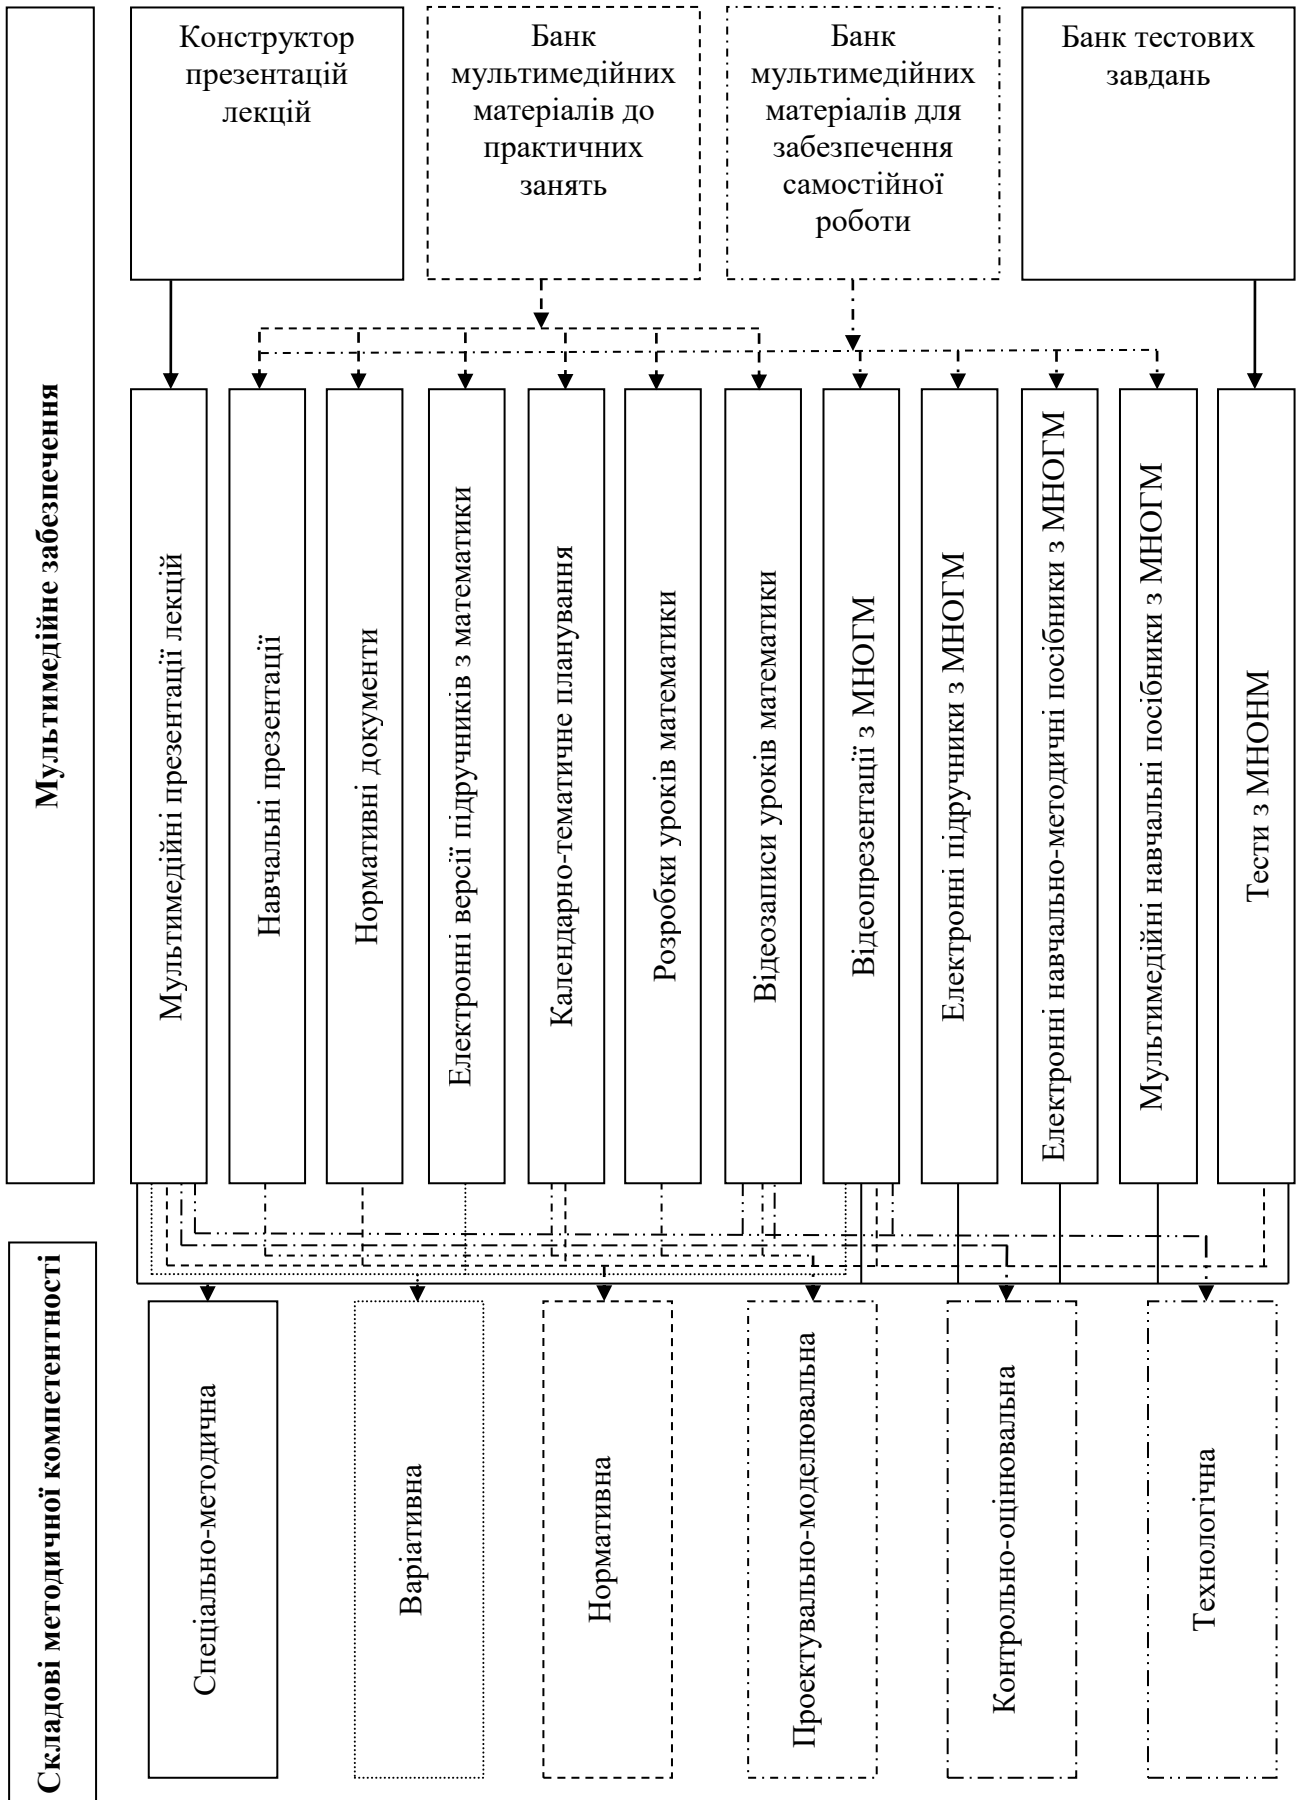 Конструктор
презентацій
лекцій
Банк
мультимедійних
матеріалів до
практичних
занять
Банк
мультимедійних
матеріалів для
забезпечення
самостійної
роботи
Банк тестових
завдань
Мультимедійне забезпечення
Мультимедійні презентації лекцій
Навчальні презентації
Нормативні документи
Електронні версії підручників з математики
Календарно-тематичне планування
Розробки уроків математики
Відеозаписи уроків математики
Відеопрезентації з МНОГМ
Електронні підручники з МНОГМ
Електронні навчально-методичні посібники з МНОГМ
Мультимедійні навчальні посібники з МНОГМ
Тести з МНОНМ
Складові методичної компетентності
Спеціально-методична
Варіативна
Нормативна
Проектувально-моделювальна
Контрольно-оцінювальна
Технологічна